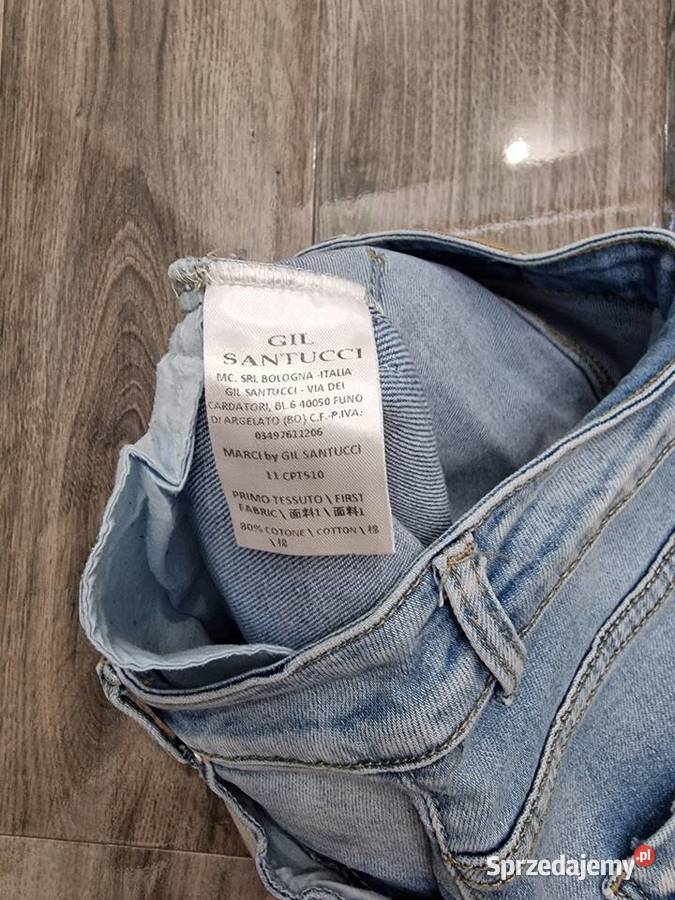 GIL
SANTUCCI
MC. SRL BOLOGNA -ITALIA
GIL SANTUCCI - VIA DEI
CARDATORI, BL.6 40050 FUNO
DI ARGELATO (BO) C.F.-P.IVA:
03497611206
MARCI by GIL SANTUCCI
11 CPT510
PRIMO TESSUTO \ FIRST
FABRIC \ 面料1 \ 面料1
80% COTONE \ COTTON \ 棉
\ 棉
Sprzedajemy.pl